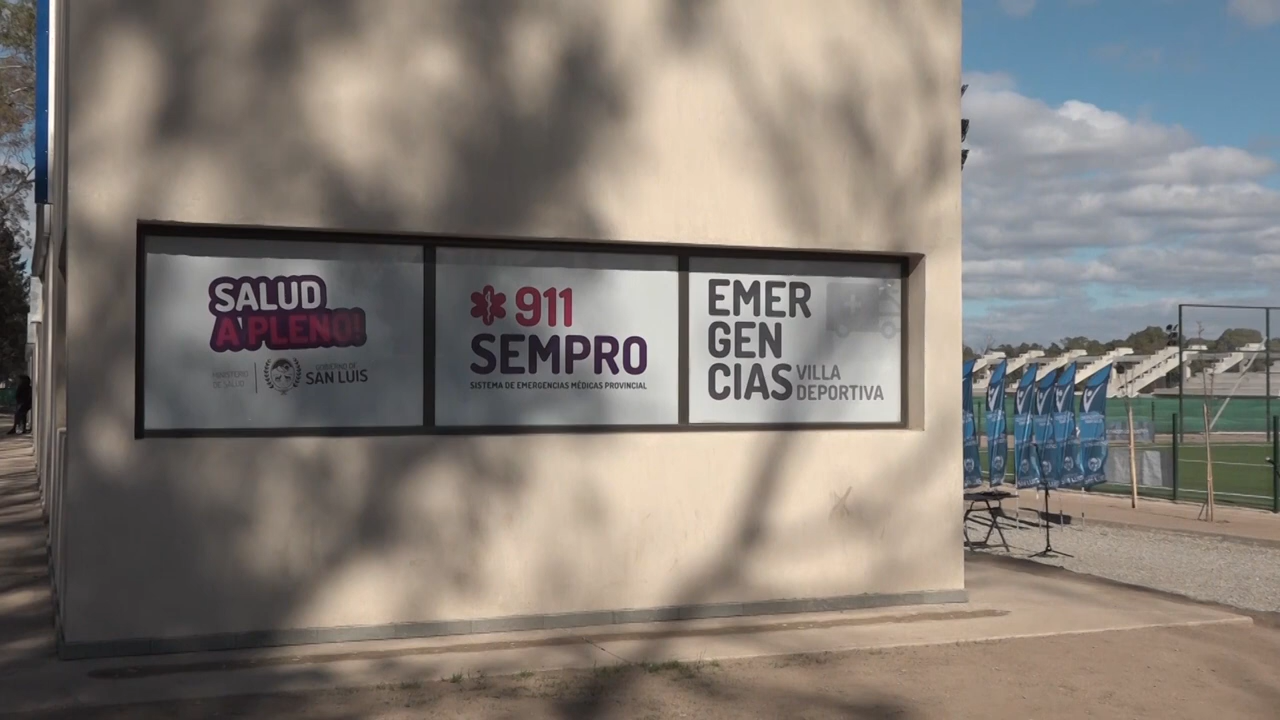 SALUD
A PLENO!
MINISTERIO
DE SALUD
GOBIERNO DE
SAN LUIS
911
SEMPRO
SISTEMA DE EMERGENCIAS MÉDICAS PROVINCIAL
EMER
GEN
CIAS
VILLA
DEPORTIVA